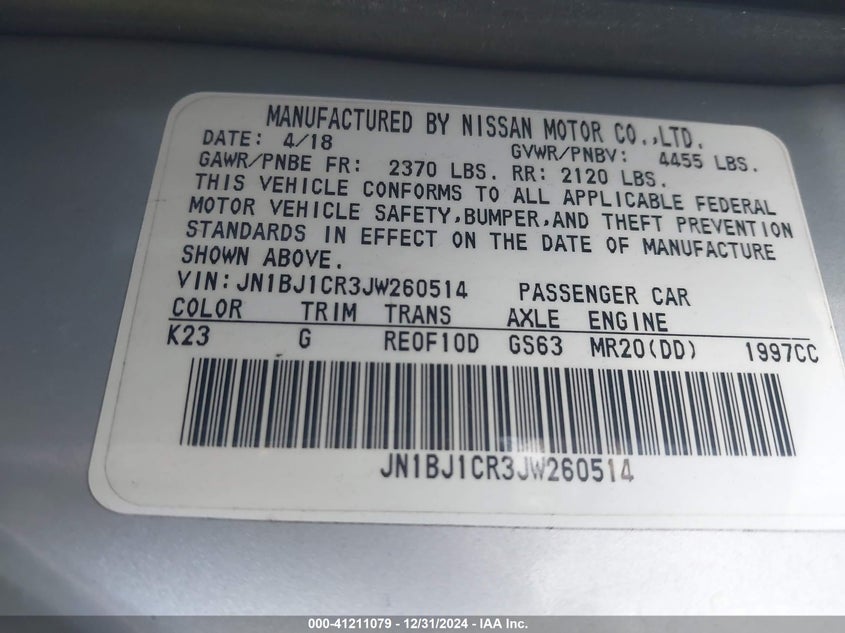 MANUFACTURED BY NISSAN MOTOR CO.,LTD.
DATE: 4/18 GVWR/PNBV: 4455 LBS.
GAWR/PNBE FR: 2370 LBS. RR: 2120 LBS.
THIS VEHICLE CONFORMS TO ALL APPLICABLE FEDERAL
MOTOR VEHICLE SAFETY,BUMPER,AND THEFT PREVENTION
STANDARDS IN EFFECT ON THE DATE OF MANUFACTURE
SHOWN ABOVE.
VIN:JN1BJ1CR3JW260514 PASSENGER CAR
COLOR TRIM TRANS AXLE ENGINE
K23 G RE0F10D GS63 MR20(DD) 1997CC
JN1BJ1CR3JW260514
000-41211079 - 12/31/2024 - IAA Inc.